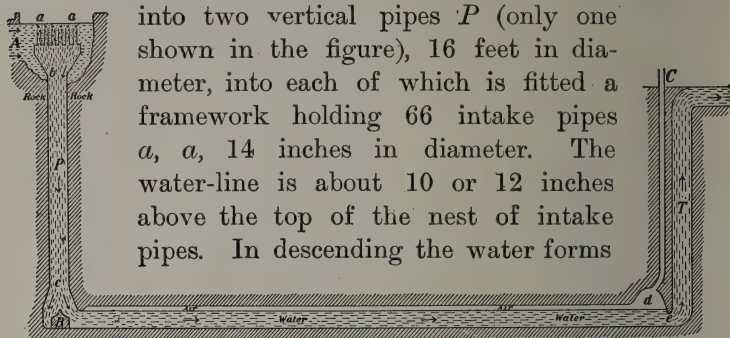 into two vertical pipes P (only one
shown in the figure), 16 feet in dia-
meter, into each of which is fitted a
framework holding 66 intake pipes
a, a, 14 inches in diameter. The
water-line is about 10 or 12 inches
above the top of the nest of intake
pipes. In descending the water forms
a a
A
b
Rock Rock
P
c
B
Air Air
Water Water
d
e
C
T